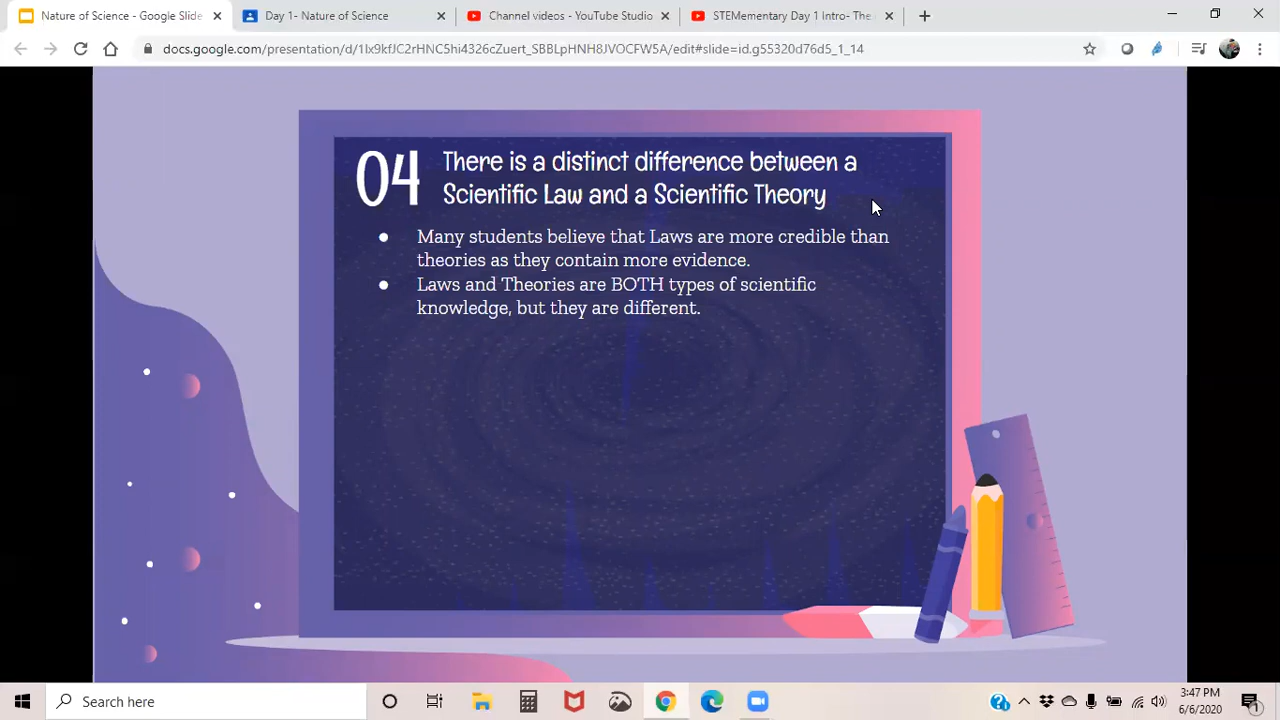 Nature of Science - Google Slide
Day 1- Nature of Science
Channel videos - YouTube Studio
STEMementary Day 1 Intro- The
docs.google.com/presentation/d/1Ix9kfJC2rHNC5hi4326cZuert_SBBLpHNH8JVOCFW5A/edit#slide=id.g55320d76d5_1_14
04
There is a distinct difference between a
Scientific Law and a Scientific Theory
● Many students believe that Laws are more credible than
theories as they contain more evidence.
● Laws and Theories are BOTH types of scientific
knowledge, but they are different.
Search here
3:47 PM
6/6/2020